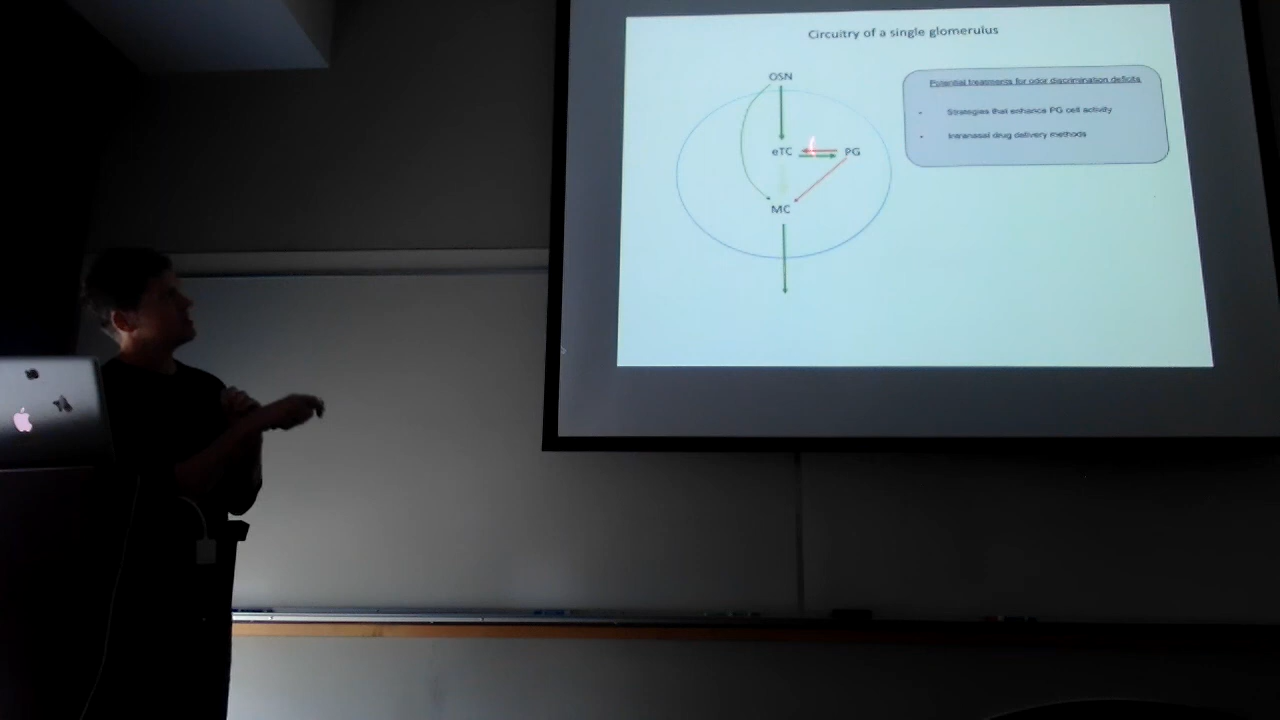 Circuitry of a single glomerulus
OSN
eTC
PG
MC
Potential treatments for odor discrimination deficits
• Strategies that enhance PG cell activity
• Intranasal drug delivery methods